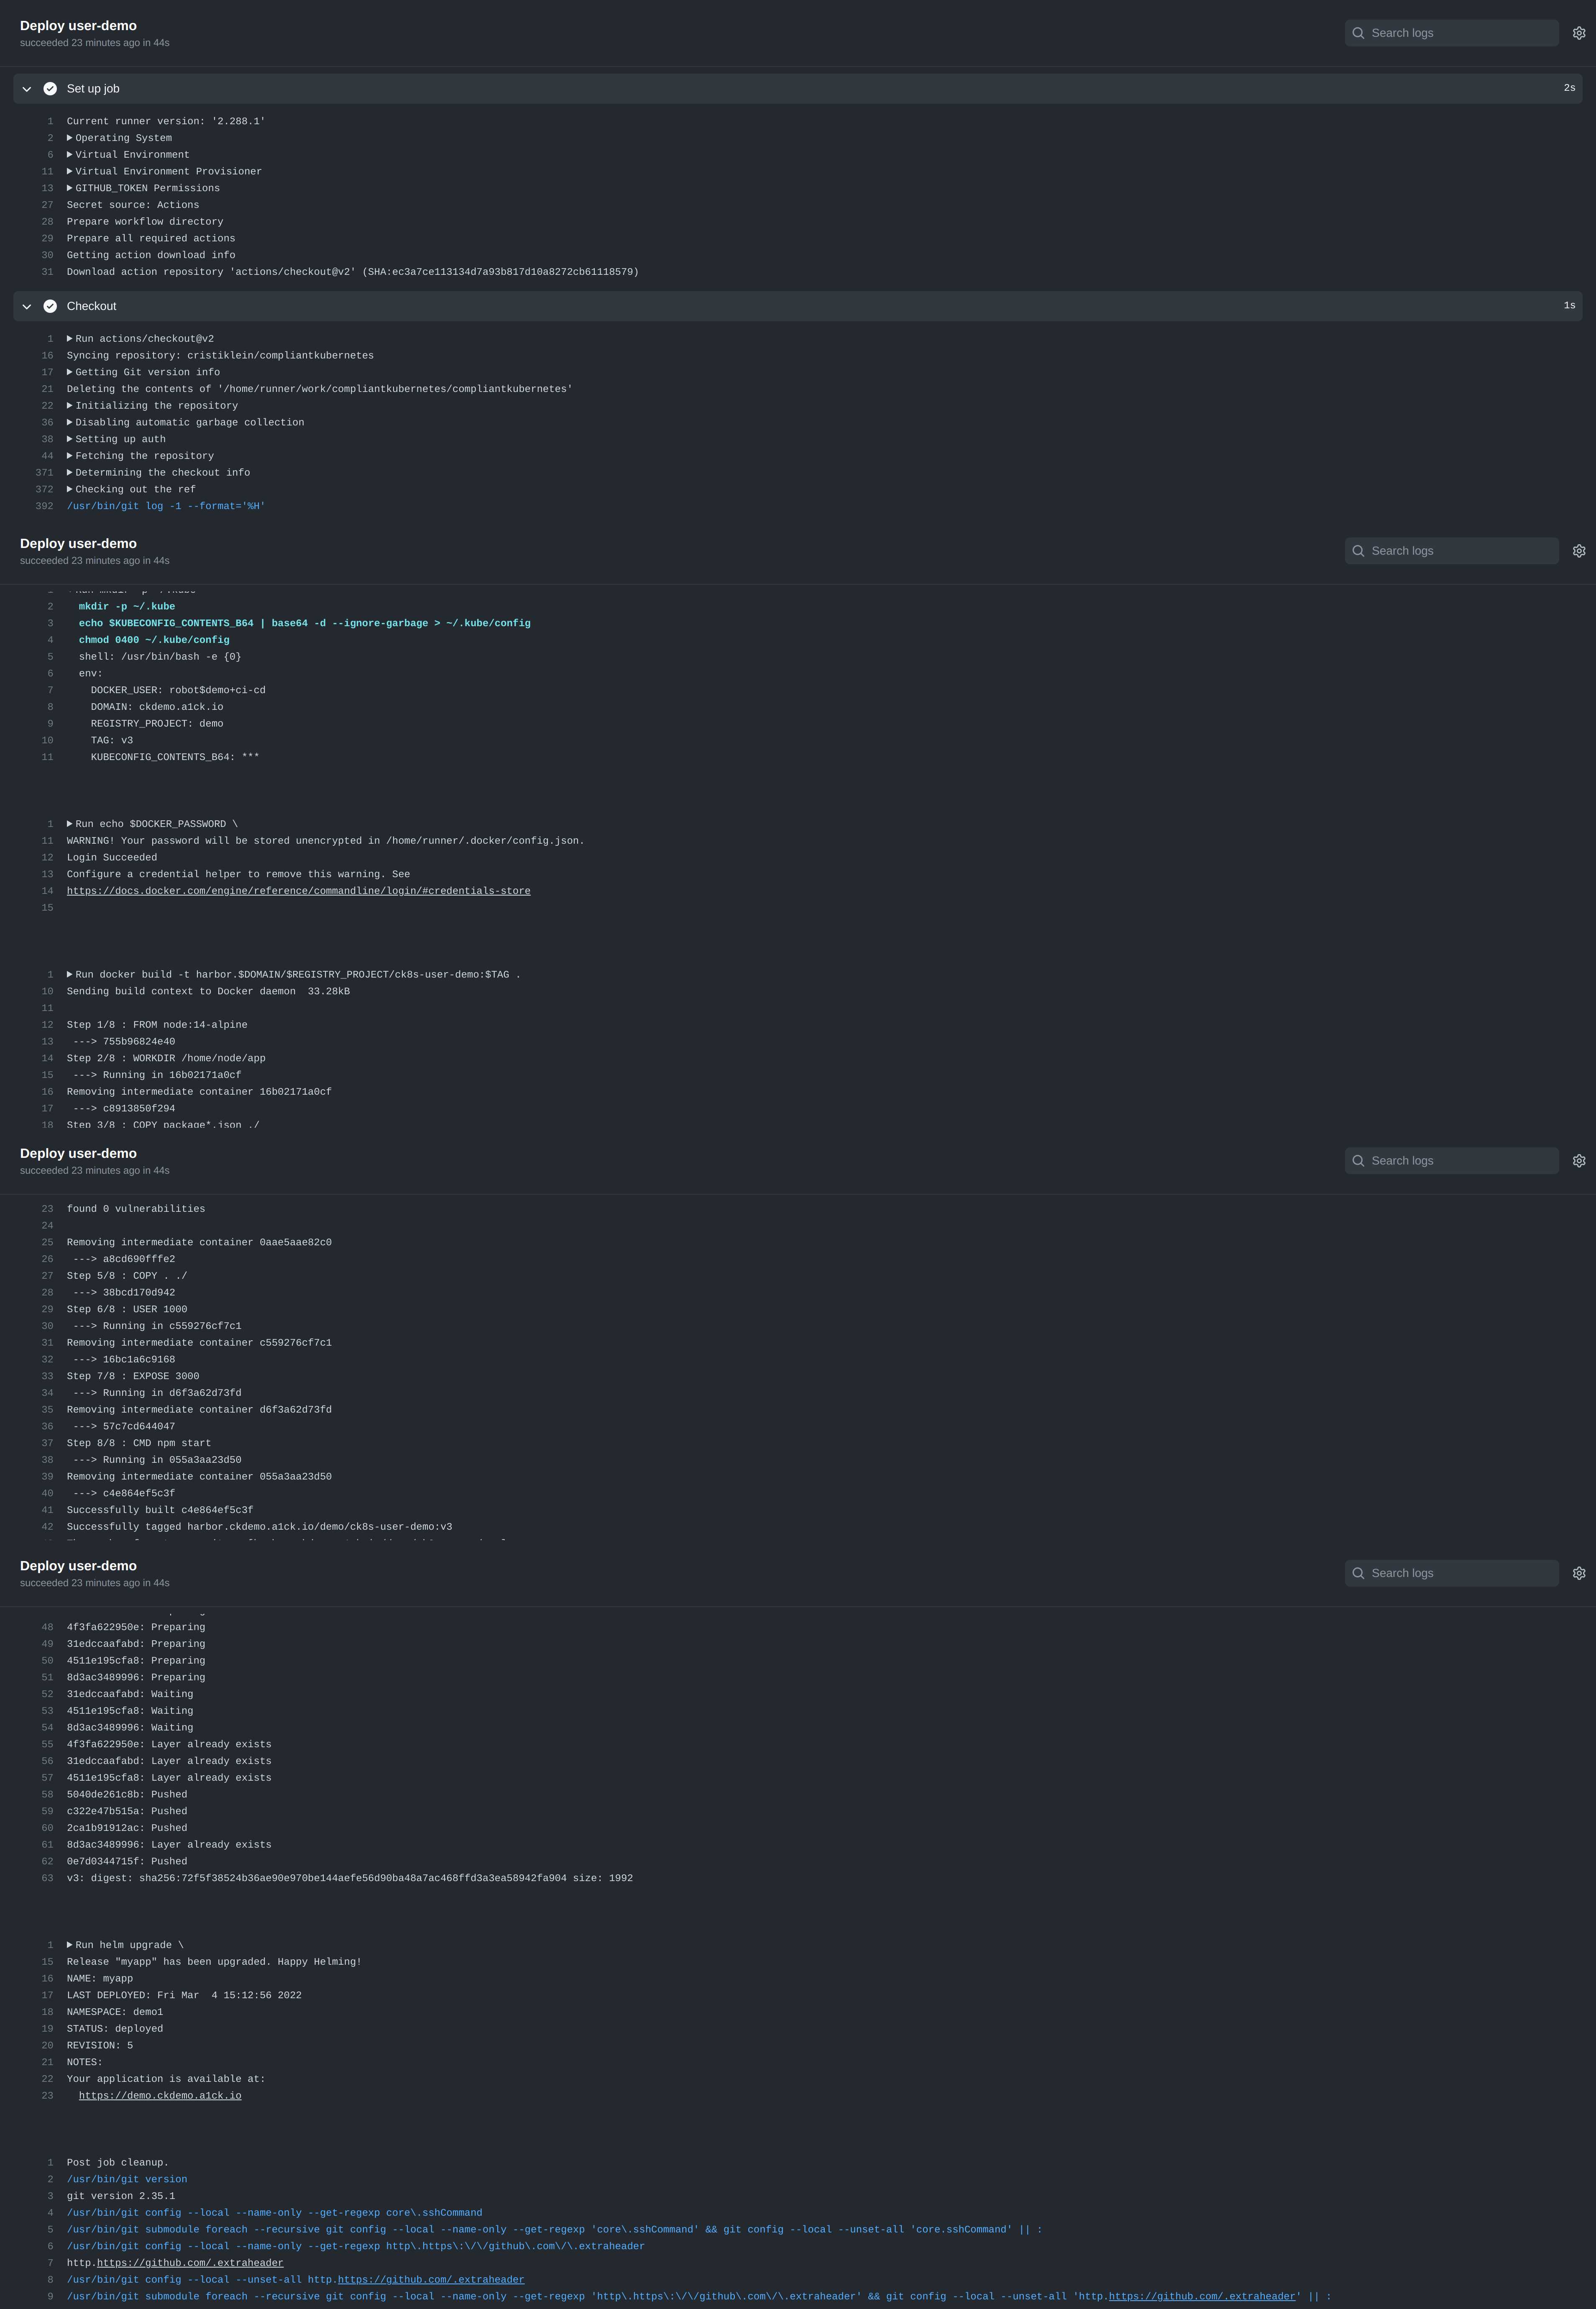 Deploy user-demo
succeeded 23 minutes ago in 44s
Search logs
Set up job
2s
1 Current runner version: '2.288.1'
2 Operating System
6 Virtual Environment
11 Virtual Environment Provisioner
13 GITHUB_TOKEN Permissions
27 Secret source: Actions
28 Prepare workflow directory
29 Prepare all required actions
30 Getting action download info
31 Download action repository 'actions/checkout@v2' (SHA:ec3a7ce113134d7a93b817d10a8272cb61118579)
Checkout
1s
1 Run actions/checkout@v2
16 Syncing repository: cristiklein/compliantkubernetes
17 Getting Git version info
21 Deleting the contents of '/home/runner/work/compliantkubernetes/compliantkubernetes'
22 Initializing the repository
36 Disabling automatic garbage collection
38 Setting up auth
44 Fetching the repository
371 Determining the checkout info
372 Checking out the ref
392 /usr/bin/git log -1 --format='%H'
Deploy user-demo
succeeded 23 minutes ago in 44s
Search logs
2 mkdir -p ~/.kube
3 echo $KUBECONFIG_CONTENTS_B64 | base64 -d --ignore-garbage > ~/.kube/config
4 chmod 0400 ~/.kube/config
5 shell: /usr/bin/bash -e {0}
6 env:
7 DOCKER_USER: robot$demo+ci-cd
8 DOMAIN: ckdemo.a1ck.io
9 REGISTRY_PROJECT: demo
10 TAG: v3
11 KUBECONFIG_CONTENTS_B64: ***
1 Run echo $DOCKER_PASSWORD \
11 WARNING! Your password will be stored unencrypted in /home/runner/.docker/config.json.
12 Login Succeeded
13 Configure a credential helper to remove this warning. See
14 https://docs.docker.com/engine/reference/commandline/login/#credentials-store
15
1 Run docker build -t harbor.$DOMAIN/$REGISTRY_PROJECT/ck8s-user-demo:$TAG .
10 Sending build context to Docker daemon  33.28kB
11
12 Step 1/8 : FROM node:14-alpine
13 ---> 755b96824e40
14 Step 2/8 : WORKDIR /home/node/app
15 ---> Running in 16b02171a0cf
16 Removing intermediate container 16b02171a0cf
17 ---> c8913850f294
18 Step 3/8 : COPY package*.json ./
Deploy user-demo
succeeded 23 minutes ago in 44s
Search logs
23 found 0 vulnerabilities
24
25 Removing intermediate container 0aae5aae82c0
26 ---> a8cd690fffe2
27 Step 5/8 : COPY . ./
28 ---> 38bcd170d942
29 Step 6/8 : USER 1000
30 ---> Running in c559276cf7c1
31 Removing intermediate container c559276cf7c1
32 ---> 16bc1a6c9168
33 Step 7/8 : EXPOSE 3000
34 ---> Running in d6f3a62d73fd
35 Removing intermediate container d6f3a62d73fd
36 ---> 57c7cd644047
37 Step 8/8 : CMD npm start
38 ---> Running in 055a3aa23d50
39 Removing intermediate container 055a3aa23d50
40 ---> c4e864ef5c3f
41 Successfully built c4e864ef5c3f
42 Successfully tagged harbor.ckdemo.a1ck.io/demo/ck8s-user-demo:v3
Deploy user-demo
succeeded 23 minutes ago in 44s
Search logs
48 4f3fa622950e: Preparing
49 31edccaafabd: Preparing
50 4511e195cfa8: Preparing
51 8d3ac3489996: Preparing
52 31edccaafabd: Waiting
53 4511e195cfa8: Waiting
54 8d3ac3489996: Waiting
55 4f3fa622950e: Layer already exists
56 31edccaafabd: Layer already exists
57 4511e195cfa8: Layer already exists
58 5040de261c8b: Pushed
59 c322e47b515a: Pushed
60 2ca1b91912ac: Pushed
61 8d3ac3489996: Layer already exists
62 0e7d0344715f: Pushed
63 v3: digest: sha256:72f5f38524b36ae90e970be144aefe56d90ba48a7ac468ffd3a3ea58942fa904 size: 1992
1 Run helm upgrade \
15 Release "myapp" has been upgraded. Happy Helming!
16 NAME: myapp
17 LAST DEPLOYED: Fri Mar  4 15:12:56 2022
18 NAMESPACE: demo1
19 STATUS: deployed
20 REVISION: 5
21 NOTES:
22 Your application is available at:
23 https://demo.ckdemo.a1ck.io
1 Post job cleanup.
2 /usr/bin/git version
3 git version 2.35.1
4 /usr/bin/git config --local --name-only --get-regexp core\.sshCommand
5 /usr/bin/git submodule foreach --recursive git config --local --name-only --get-regexp 'core\.sshCommand' && git config --local --unset-all 'core.sshCommand' || :
6 /usr/bin/git config --local --name-only --get-regexp http\.https\:\/\/github\.com\/\.extraheader
7 http.https://github.com/.extraheader
8 /usr/bin/git config --local --unset-all http.https://github.com/.extraheader
9 /usr/bin/git submodule foreach --recursive git config --local --name-only --get-regexp 'http\.https\:\/\/github\.com\/\.extraheader' && git config --local --unset-all 'http.https://github.com/.extraheader' || :